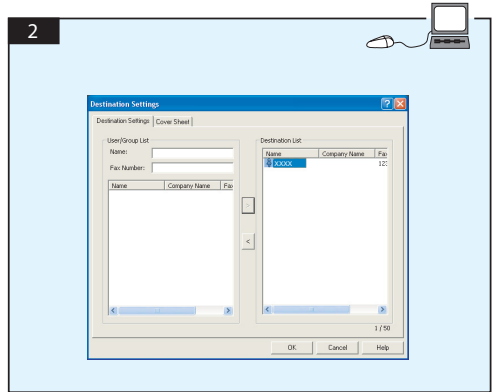 2
Destination Settings
Destination Settings Cover Sheet
User/Group List
Name:
Fax Number:
Name Company Name Fax
>
<
Destination List
Name Company Name Fax
XXXX 123
1 / 50
OK Cancel Help